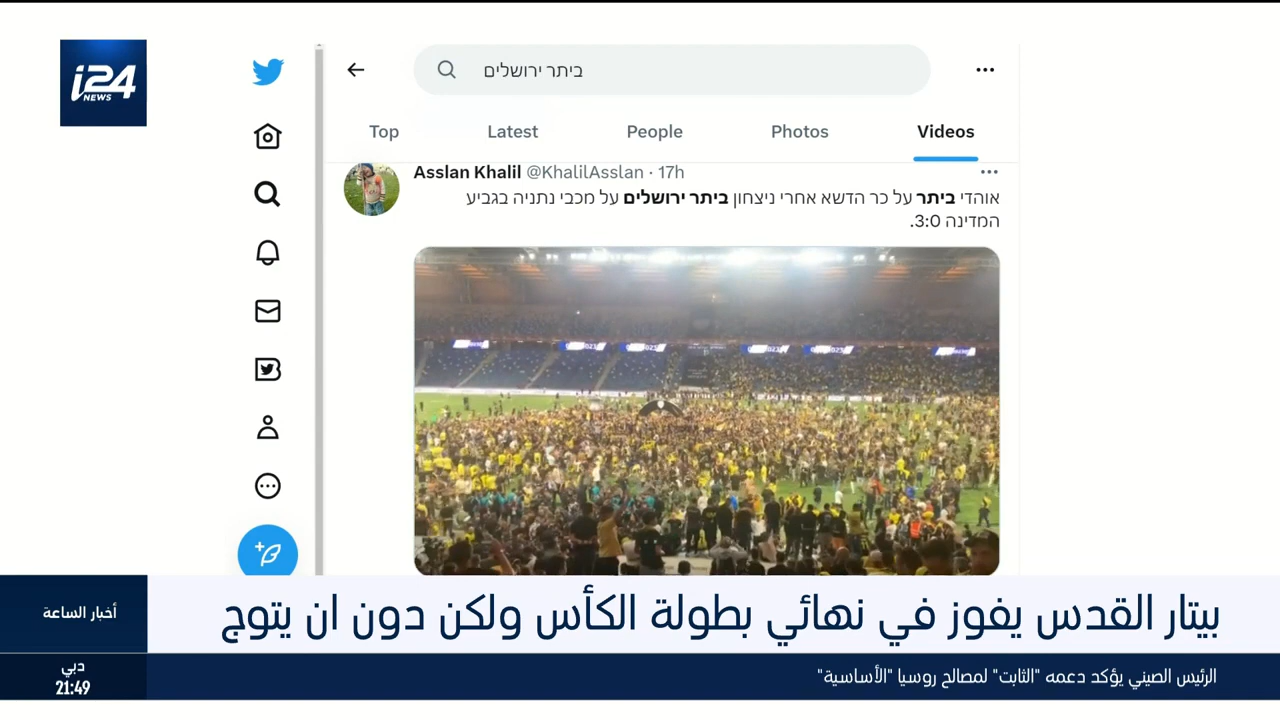 i24
NEWS
ביתר ירושלים
Top
Latest
People
Photos
Videos
Asslan Khalil @KhalilAsslan · 17h
אוהדי ביתר על כר הדשא אחרי ניצחון ביתר ירושלים על מכבי נתניה בגביע
המדינה 3:0.
بيتار القدس يفوز في نهائي بطولة الكأس ولكن دون ان يتوج
أخبار الساعة
الرئيس الصيني يؤكد دعمه "الثابت" لمصالح روسيا "الأساسية"
دبي
21:49